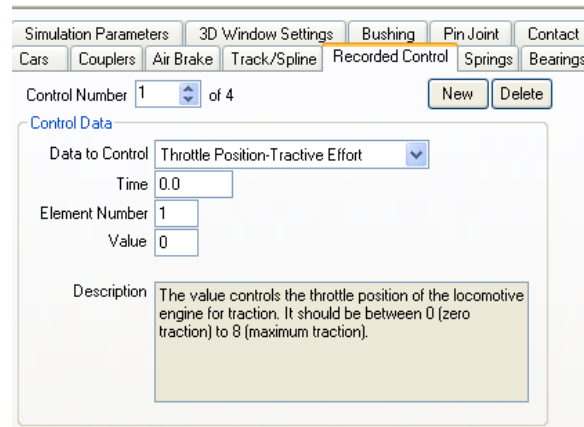 Simulation Parameters 3D Window Settings Bushing Pin Joint Contact
Cars Couplers Air Brake Track/Spline Recorded Control Springs Bearings
Control Number 1 of 4 New Delete
Control Data
Data to Control Throttle Position-Tractive Effort
Time 0.0
Element Number 1
Value 0
Description The value controls the throttle position of the locomotive
engine for traction. It should be between 0 (zero
traction) to 8 (maximum traction).